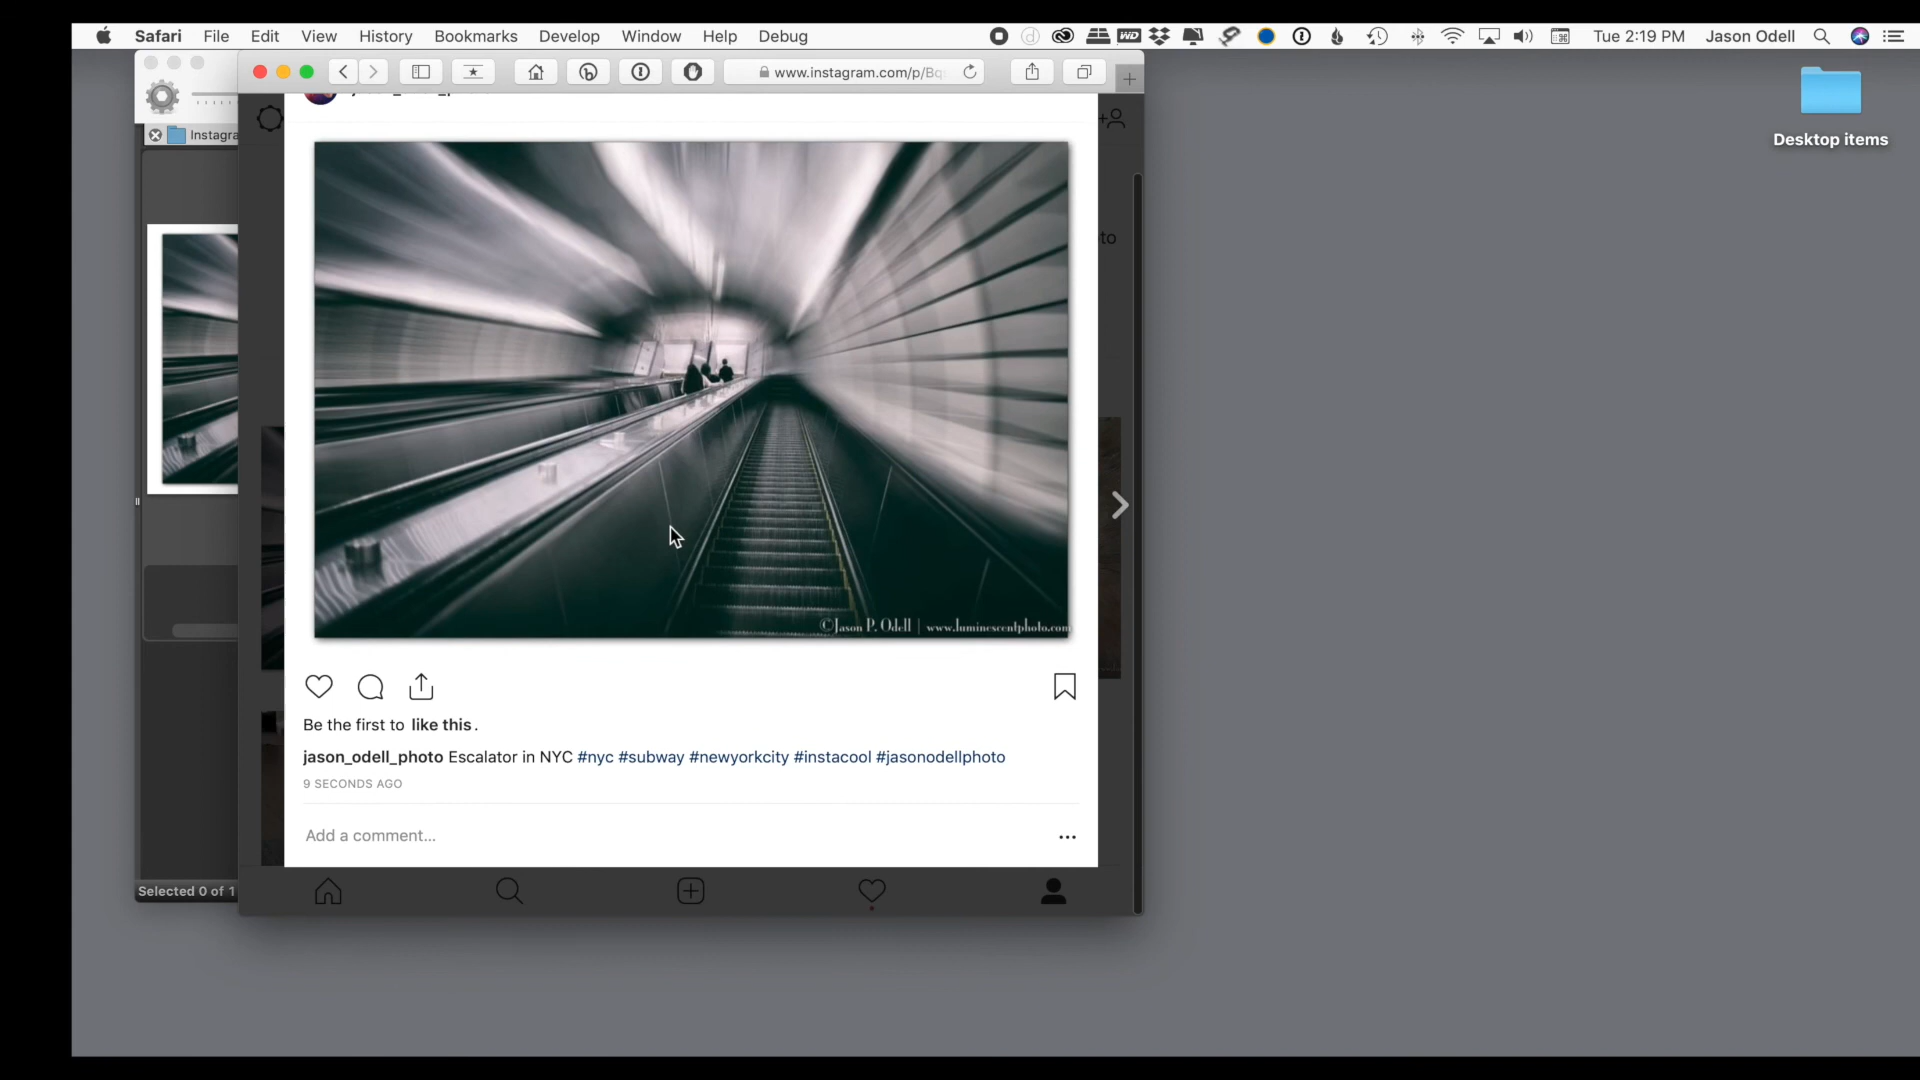 Safari File Edit View History Bookmarks Develop Window Help Debug WD Tue 2:19 PM Jason Odell
www.instagram.com/p/Bq
Desktop items
Instagra
to
©Jason P. Odell | www.luminescentphoto.com
Be the first to like this.
jason_odell_photo Escalator in NYC #nyc #subway #newyorkcity #instacool #jasonodellphoto
9 SECONDS AGO
Add a comment...
Selected 0 of 1